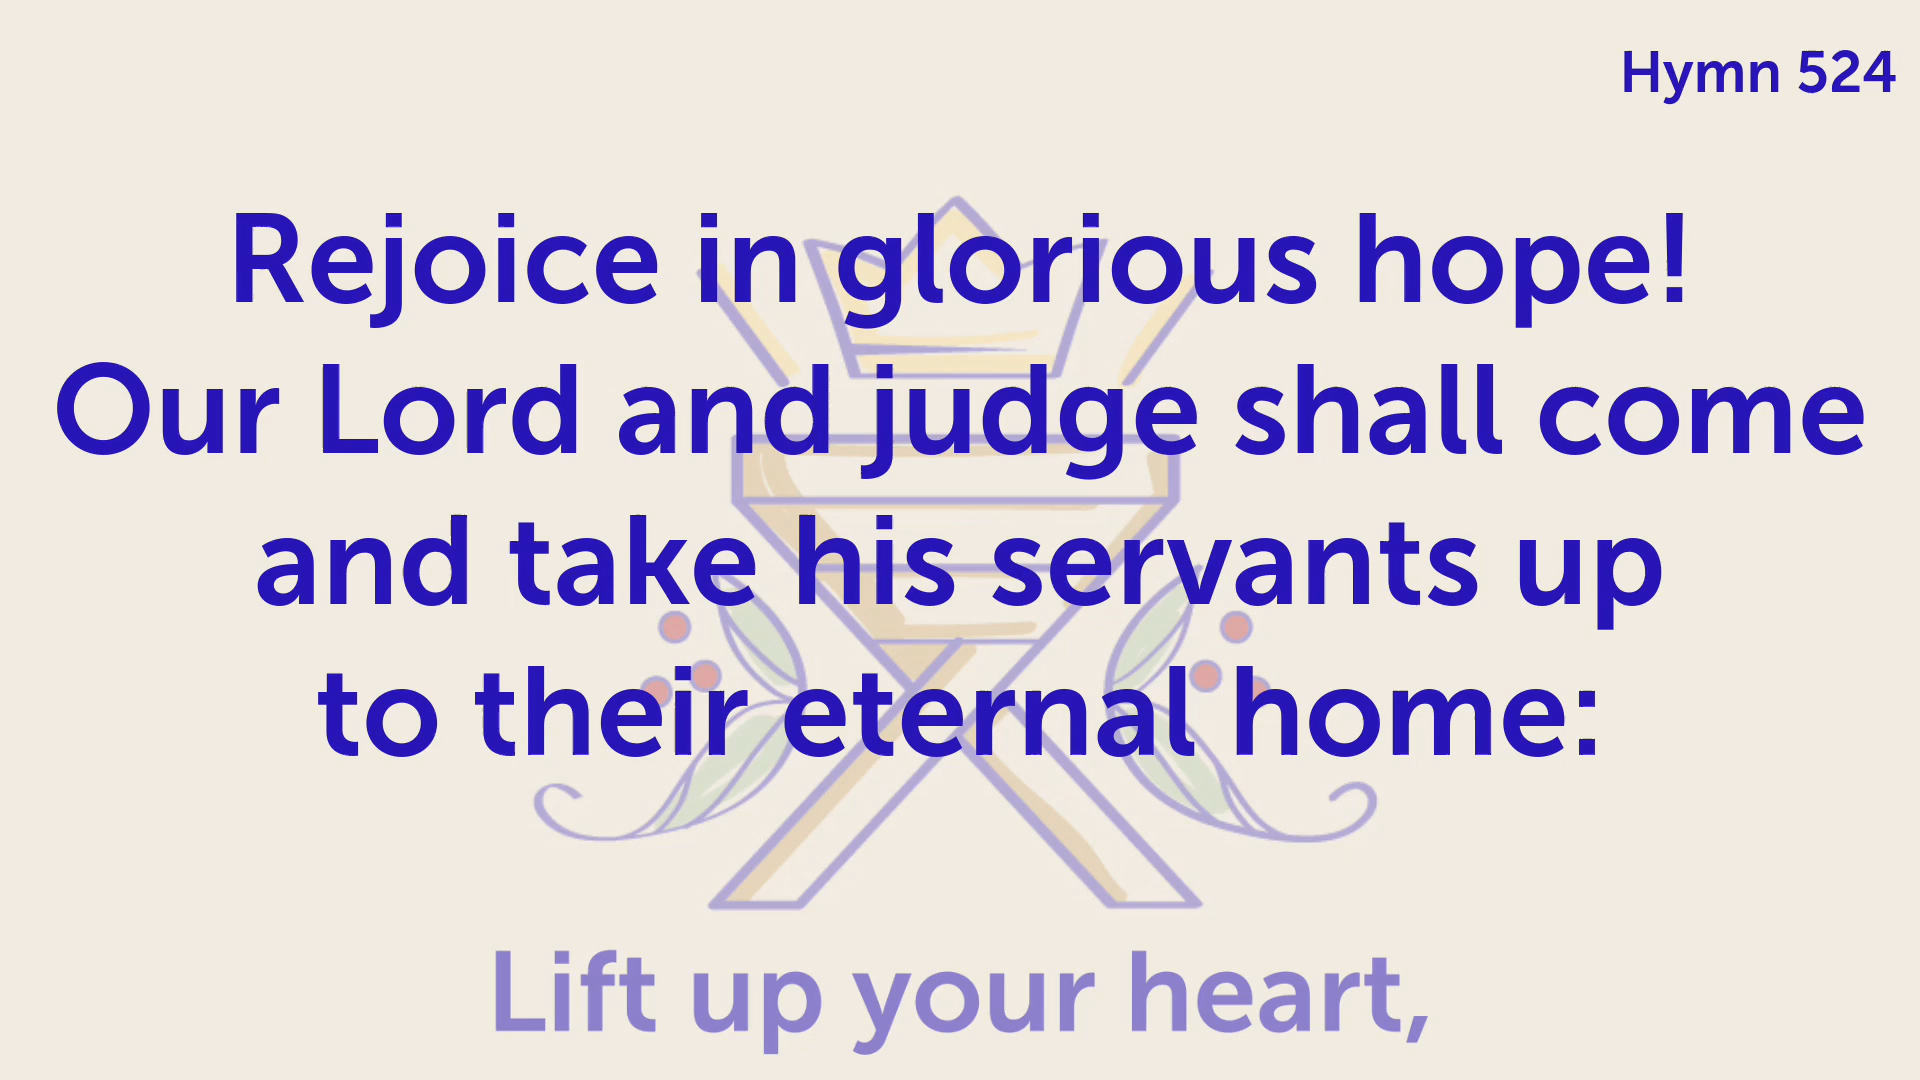 Hymn 524
Rejoice in glorious hope!
Our Lord and judge shall come
and take his servants up
to their eternal home:
Lift up your heart,